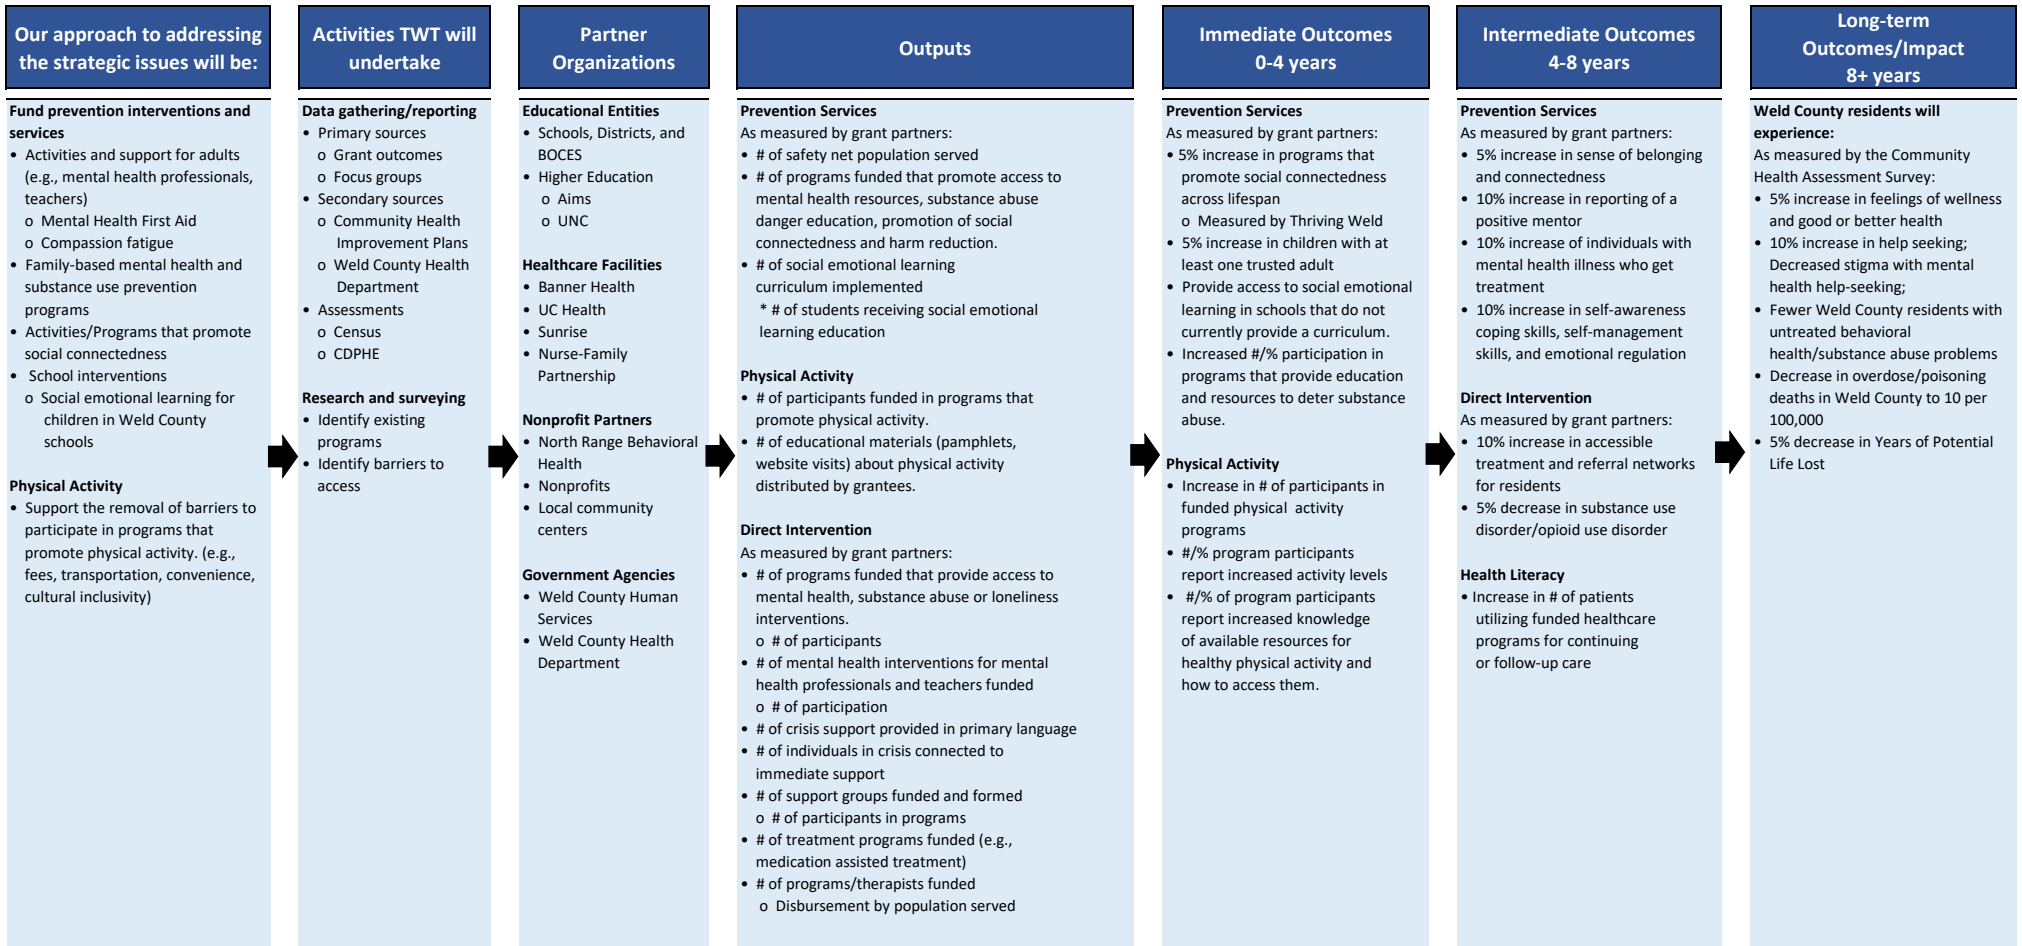 Our approach to addressing
the strategic issues will be:
Fund prevention interventions and
services
• Activities and support for adults
(e.g., mental health professionals,
teachers)
o Mental Health First Aid
o Compassion fatigue
• Family-based mental health and
substance use prevention
programs
• Activities/Programs that promote
social connectedness
• School interventions
o Social emotional learning for
children in Weld County
schools
Physical Activity
• Support the removal of barriers to
participate in programs that
promote physical activity. (e.g.,
fees, transportation, convenience,
cultural inclusivity)
Activities TWT will
undertake
Data gathering/reporting
• Primary sources
o Grant outcomes
o Focus groups
• Secondary sources
o Community Health
Improvement Plans
o Weld County Health
Department
• Assessments
o Census
o CDPHE
Research and surveying
• Identify existing
programs
• Identify barriers to
access
Partner
Organizations
Educational Entities
• Schools, Districts, and
BOCES
• Higher Education
o Aims
o UNC
Healthcare Facilities
• Banner Health
• UC Health
• Sunrise
• Nurse-Family
Partnership
Nonprofit Partners
• North Range Behavioral
Health
• Nonprofits
• Local community
centers
Government Agencies
• Weld County Human
Services
• Weld County Health
Department
Outputs
Prevention Services
As measured by grant partners:
• # of safety net population served
• # of programs funded that promote access to
mental health resources, substance abuse
danger education, promotion of social
connectedness and harm reduction.
• # of social emotional learning
curriculum implemented
* # of students receiving social emotional
learning education
Physical Activity
• # of participants funded in programs that
promote physical activity.
• # of educational materials (pamphlets,
website visits) about physical activity
distributed by grantees.
Direct Intervention
As measured by grant partners:
• # of programs funded that provide access to
mental health, substance abuse or loneliness
interventions.
o # of participants
• # of mental health interventions for mental
health professionals and teachers funded
o # of participation
• # of crisis support provided in primary language
• # of individuals in crisis connected to
immediate support
• # of support groups funded and formed
o # of participants in programs
• # of treatment programs funded (e.g.,
medication assisted treatment)
• # of programs/therapists funded
o Disbursement by population served
Immediate Outcomes
0-4 years
Prevention Services
As measured by grant partners:
• 5% increase in programs that
promote social connectedness
across lifespan
o Measured by Thriving Weld
• 5% increase in children with at
least one trusted adult
• Provide access to social emotional
learning in schools that do not
currently provide a curriculum.
• Increased #/% participation in
programs that provide education
and resources to deter substance
abuse.
Physical Activity
• Increase in # of participants in
funded physical activity
programs
• #/% program participants
report increased activity levels
• #/% of program participants
report increased knowledge
of available resources for
healthy physical activity and
how to access them.
Intermediate Outcomes
4-8 years
Prevention Services
As measured by grant partners:
• 5% increase in sense of belonging
and connectedness
• 10% increase in reporting of a
positive mentor
• 10% increase of individuals with
mental health illness who get
treatment
• 10% increase in self-awareness
coping skills, self-management
skills, and emotional regulation
Direct Intervention
As measured by grant partners:
• 10% increase in accessible
treatment and referral networks
for residents
• 5% decrease in substance use
disorder/opioid use disorder
Health Literacy
• Increase in # of patients
utilizing funded healthcare
programs for continuing
or follow-up care
Long-term
Outcomes/Impact
8+ years
Weld County residents will
experience:
As measured by the Community
Health Assessment Survey:
• 5% increase in feelings of wellness
and good or better health
• 10% increase in help seeking;
Decreased stigma with mental
health help-seeking;
• Fewer Weld County residents with
untreated behavioral
health/substance abuse problems
• Decrease in overdose/poisoning
deaths in Weld County to 10 per
100,000
• 5% decrease in Years of Potential
Life Lost